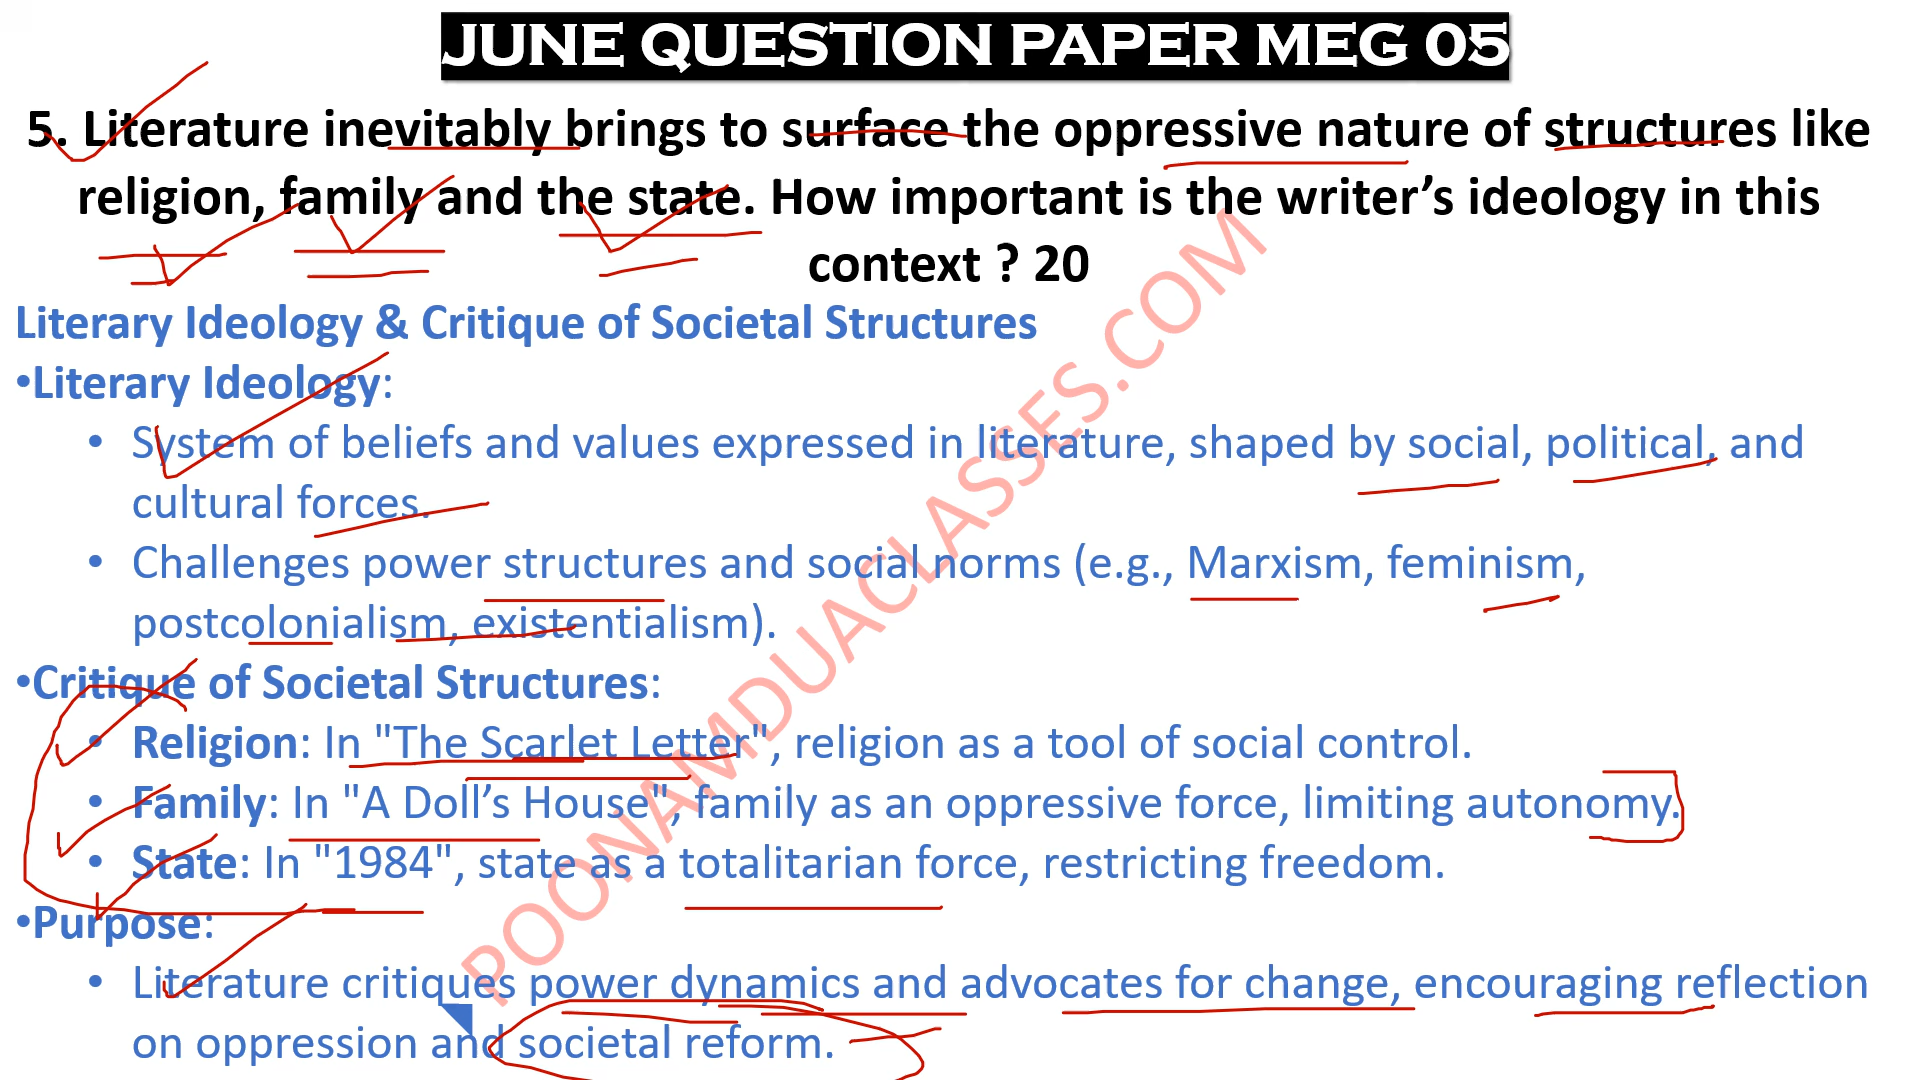 JUNE QUESTION PAPER MEG 05
5. Literature inevitably brings to surface the oppressive nature of structures like
religion, family and the state. How important is the writer’s ideology in this
context ? 20
Literary Ideology & Critique of Societal Structures
•Literary Ideology:
• System of beliefs and values expressed in literature, shaped by social, political, and
cultural forces.
• Challenges power structures and social norms (e.g., Marxism, feminism,
postcolonialism, existentialism).
•Critique of Societal Structures:
• Religion: In "The Scarlet Letter", religion as a tool of social control.
• Family: In "A Doll’s House", family as an oppressive force, limiting autonomy.
• State: In "1984", state as a totalitarian force, restricting freedom.
•Purpose:
• Literature critiques power dynamics and advocates for change, encouraging reflection
on oppression and societal reform.
POONAMDUACLASSES.COM